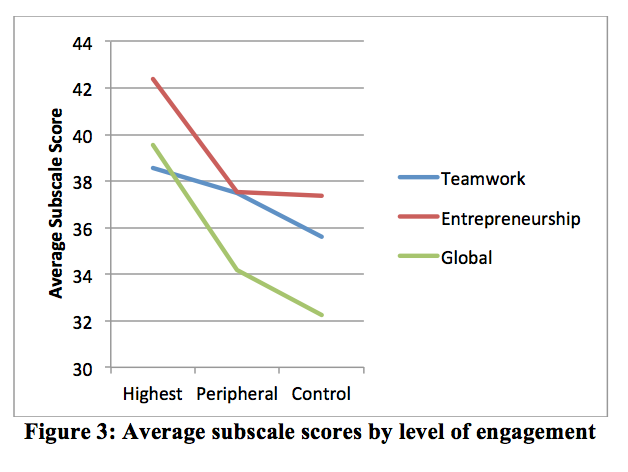 44
42
40
38
36
34
32
30
Average Subscale Score
Highest Peripheral Control
Teamwork
Entrepreneurship
Global
Figure 3: Average subscale scores by level of engagement